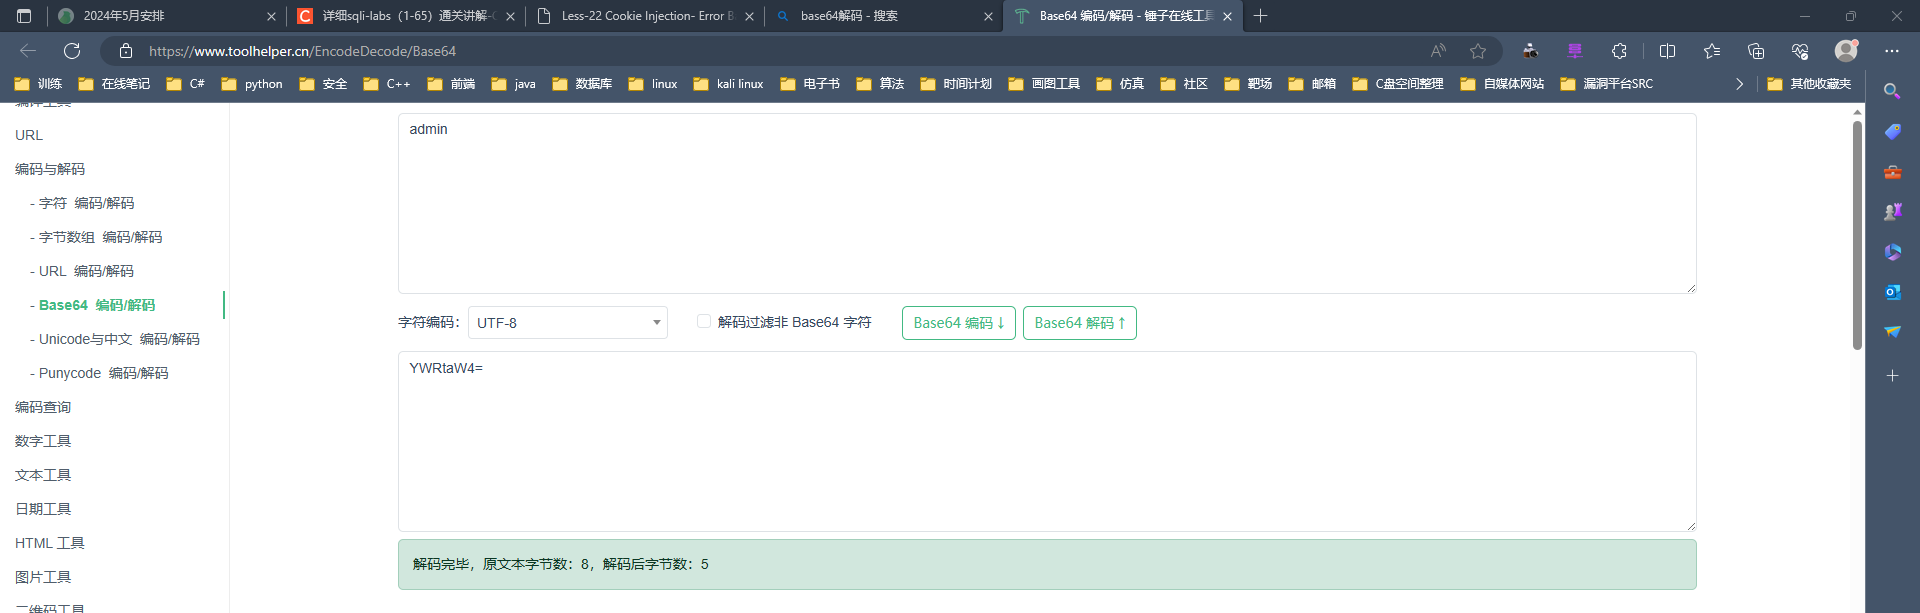 2024年5月安排
详细sqli-labs（1-65）通关讲解-
Less-22 Cookie Injection- Error B
base64解码 - 搜索
Base64 编码/解码 - 锤子在线工具
https://www.toolhelper.cn/EncodeDecode/Base64
训练 在线笔记 C# python 安全 C++ 前端 java 数据库 linux kali linux 电子书 算法 时间计划 画图工具 仿真 社区 靶场 邮箱 C盘空间整理 自媒体网站 漏洞平台SRC 其他收藏夹
URL
编码与解码
- 字符 编码/解码
- 字节数组 编码/解码
- URL 编码/解码
- Base64 编码/解码
- Unicode与中文 编码/解码
- Punycode 编码/解码
编码查询
数字工具
文本工具
日期工具
HTML 工具
图片工具
二维码工具
admin
字符编码： UTF-8 解码过滤非 Base64 字符 Base64 编码↓ Base64 解码↑
YWRtaW4=
解码完毕，原文本字节数：8，解码后字节数：5